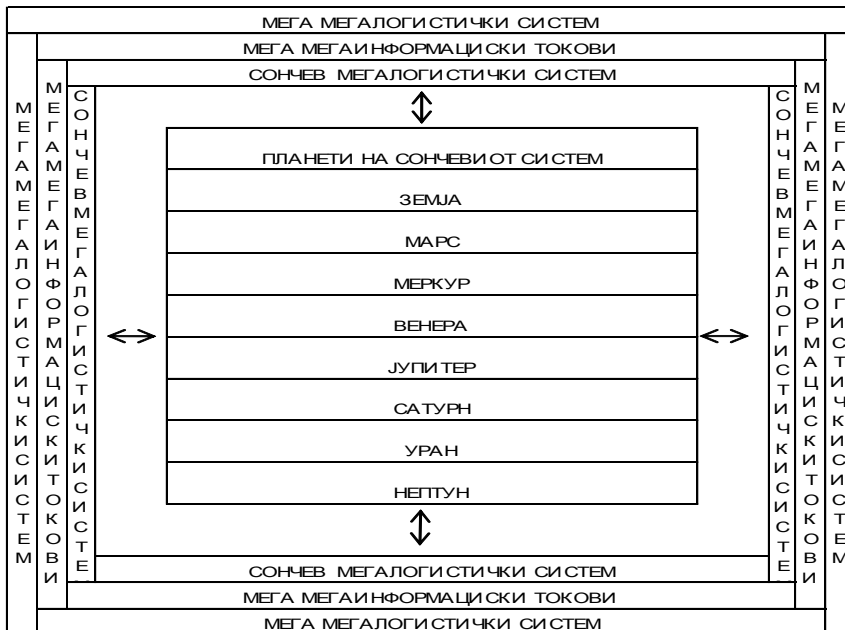 МЕГА МЕГАЛОГИСТИЧКИ СИСТЕМ
МЕГА МЕГАИНФОРМАЦИСКИ ТОКОВИ
СОНЧЕВ МЕГАЛОГИСТИЧКИ СИСТЕМ
МЕГАМЕГАЛОГИСТИЧКИСИСТЕМ
МЕГАМЕГАИНФОРМАЦИСКИТОКОВИ
СОНЧЕВМЕГАЛОГИСТИЧКИСИСТЕ
ПЛАНЕТИ НА СОНЧЕВИОТ СИСТЕМ
ЗЕМЈА
МАРС
МЕРКУР
ВЕНЕРА
ЈУПИТЕР
САТУРН
УРАН
НЕПТУН
СОНЧЕВМЕГАЛОГИСТИЧКИСИСТЕ
МЕГАМЕГАИНФОРМАЦИСКИТОКОВИ
МЕГАМЕГАЛОГИСТИЧКИСИСТЕМ
СОНЧЕВ МЕГАЛОГИСТИЧКИ СИСТЕМ
МЕГА МЕГАИНФОРМАЦИСКИ ТОКОВИ
МЕГА МЕГАЛОГИСТИЧКИ СИСТЕМ